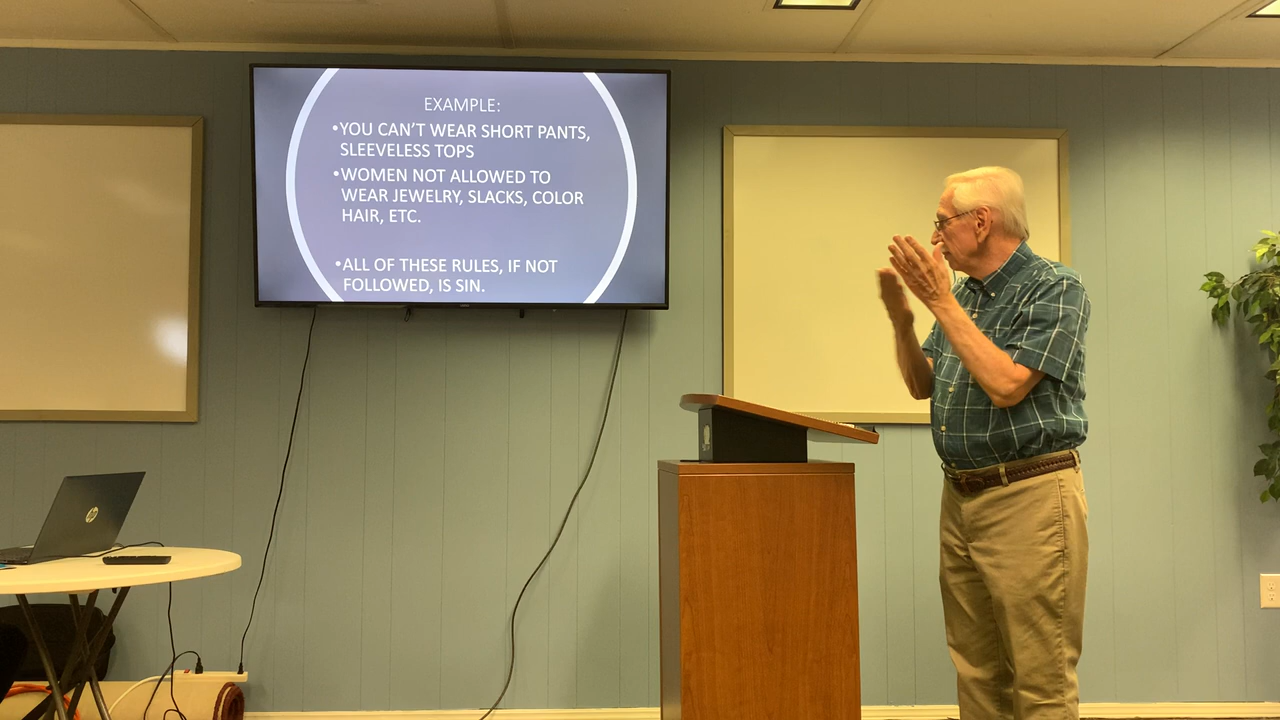 EXAMPLE:
•YOU CAN'T WEAR SHORT PANTS,
SLEEVELESS TOPS
•WOMEN NOT ALLOWED TO
WEAR JEWELRY, SLACKS, COLOR
HAIR, ETC.
•ALL OF THESE RULES, IF NOT
FOLLOWED, IS SIN.
hp